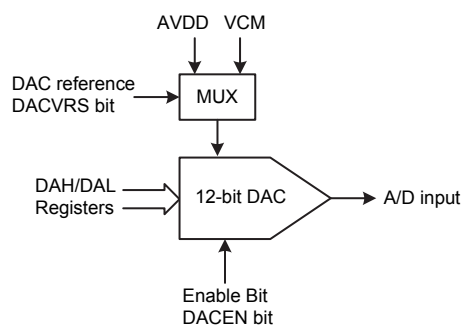 AVDD VCM
DAC reference
DACVRS bit
MUX
DAH/DAL
Registers
12-bit DAC
A/D input
Enable Bit
DACEN bit